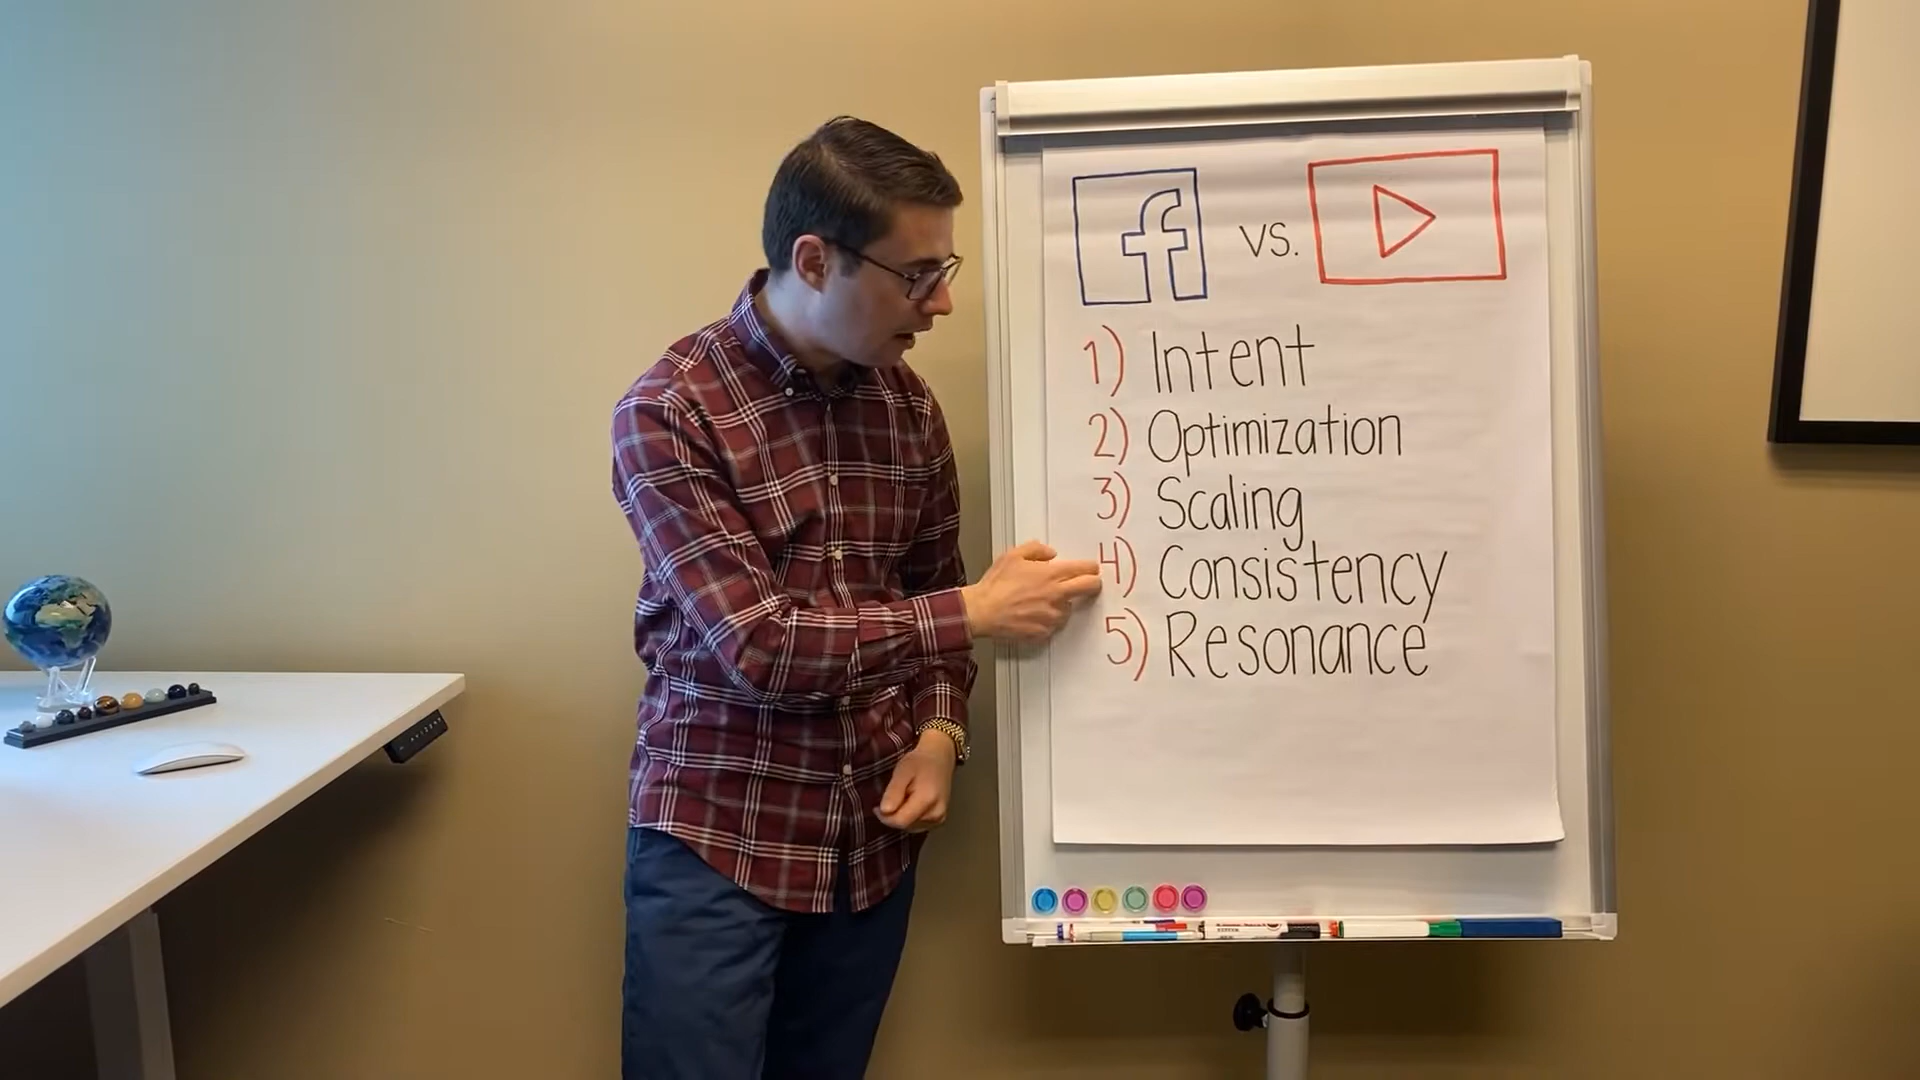 f vs.
1) Intent
2) Optimization
3) Scaling
4) Consistency
5) Resonance